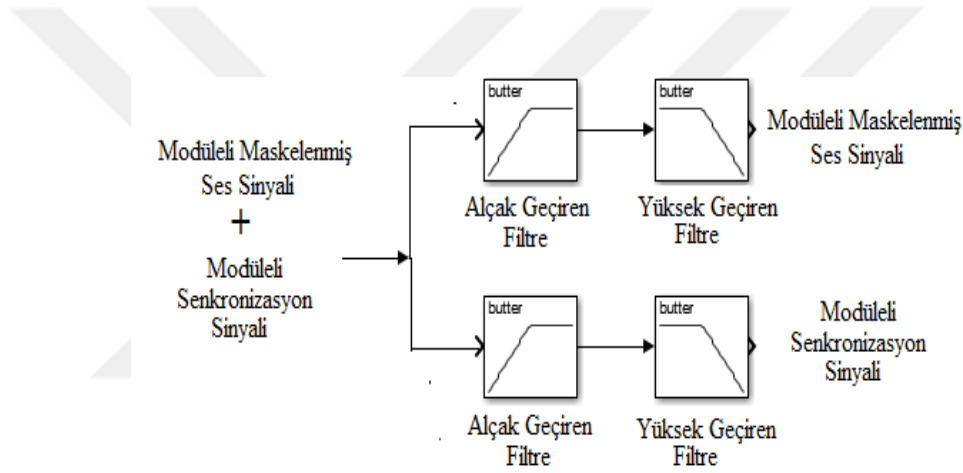 Modüleli Maskelenmiş
Ses Sinyali
+
Modüleli
Senkronizasyon
Sinyali
butter
Alçak Geçiren
Filtre
butter
Yüksek Geçiren
Filtre
Modüleli Maskelenmiş
Ses Sinyali
butter
Alçak Geçiren
Filtre
butter
Yüksek Geçiren
Filtre
Modüleli
Senkronizasyon
Sinyali